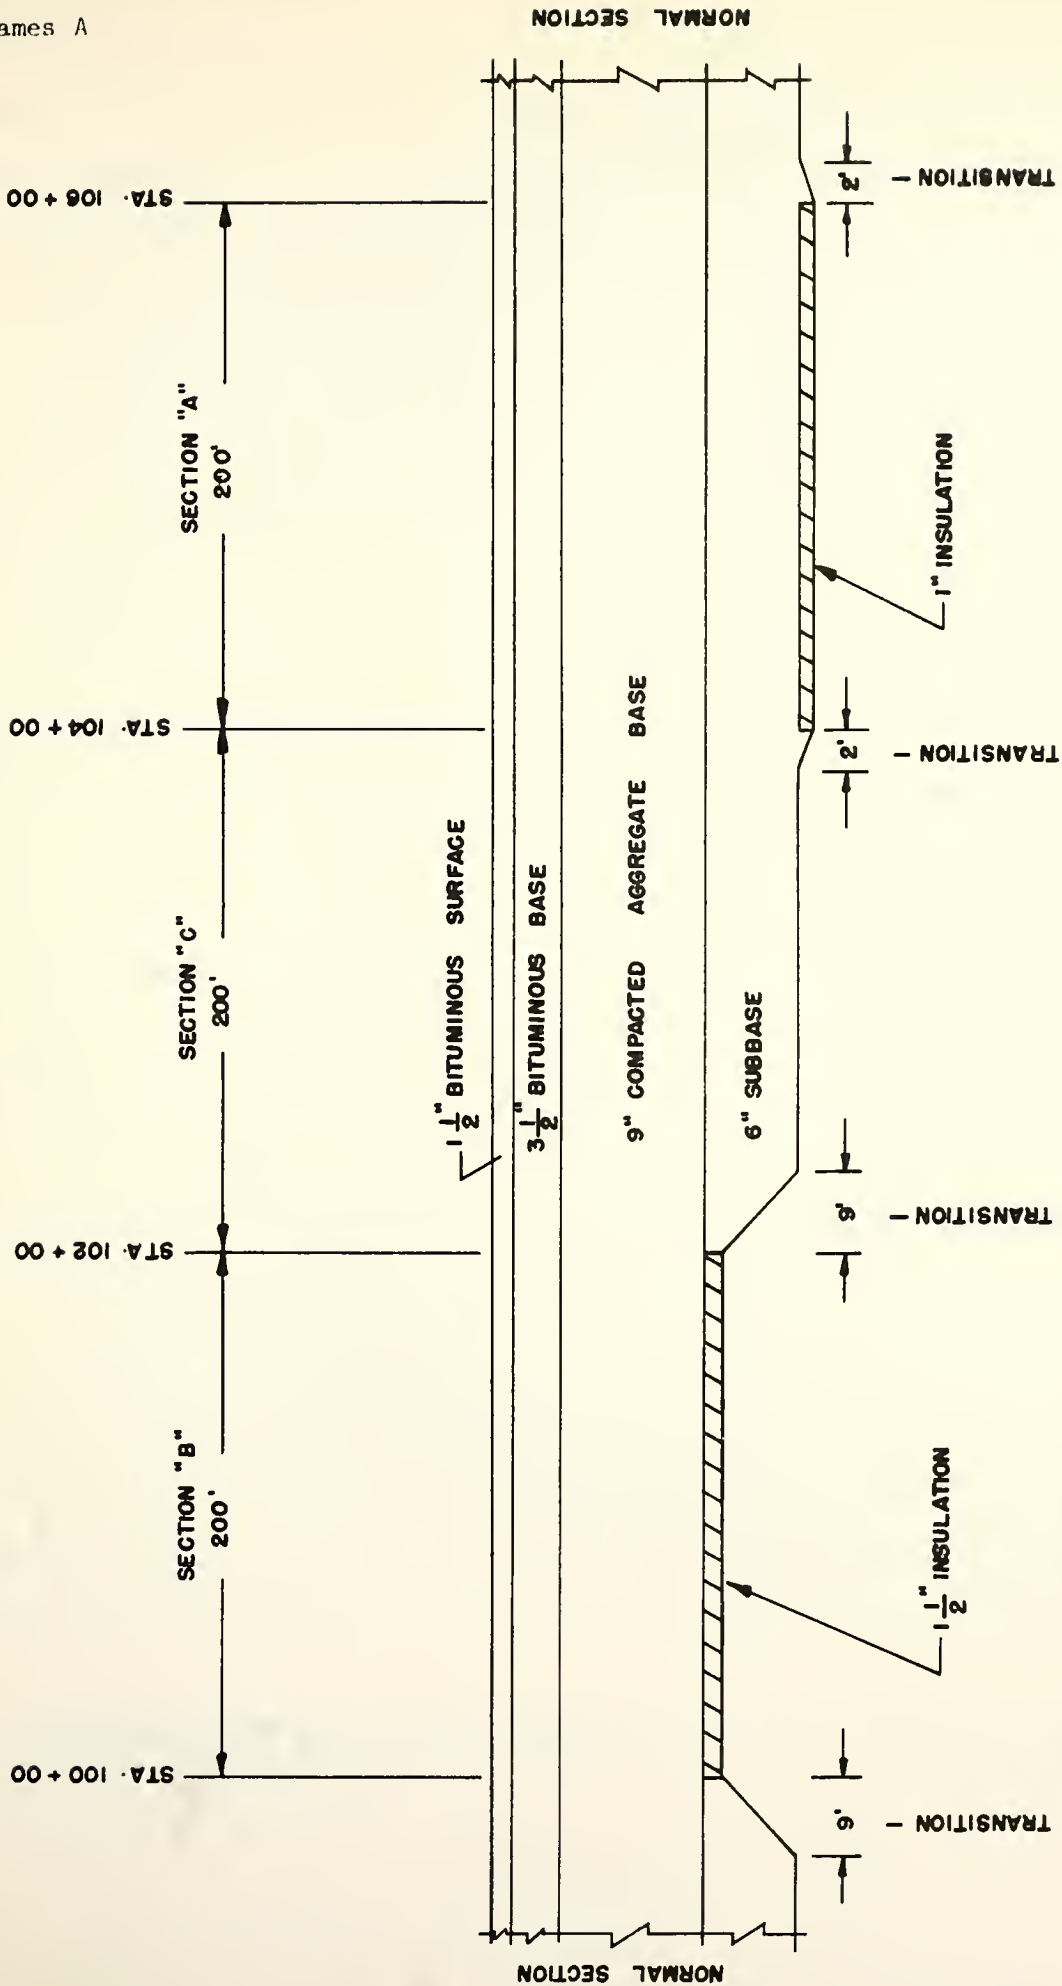 ames A
NORMAL SECTION
STA. 100 + 00
STA. 102 + 00
STA. 104 + 00
STA. 106 + 00
SECTION "B"
200'
SECTION "C"
200'
SECTION "A"
200'
1 1/2" BITUMINOUS SURFACE
3 1/2" BITUMINOUS BASE
9" COMPACTED AGGREGATE BASE
6" SUBBASE
9'
9'
2'
2'
TRANSITION -
TRANSITION -
TRANSITION -
TRANSITION -
1 1/2" INSULATION
1" INSULATION
NORMAL SECTION